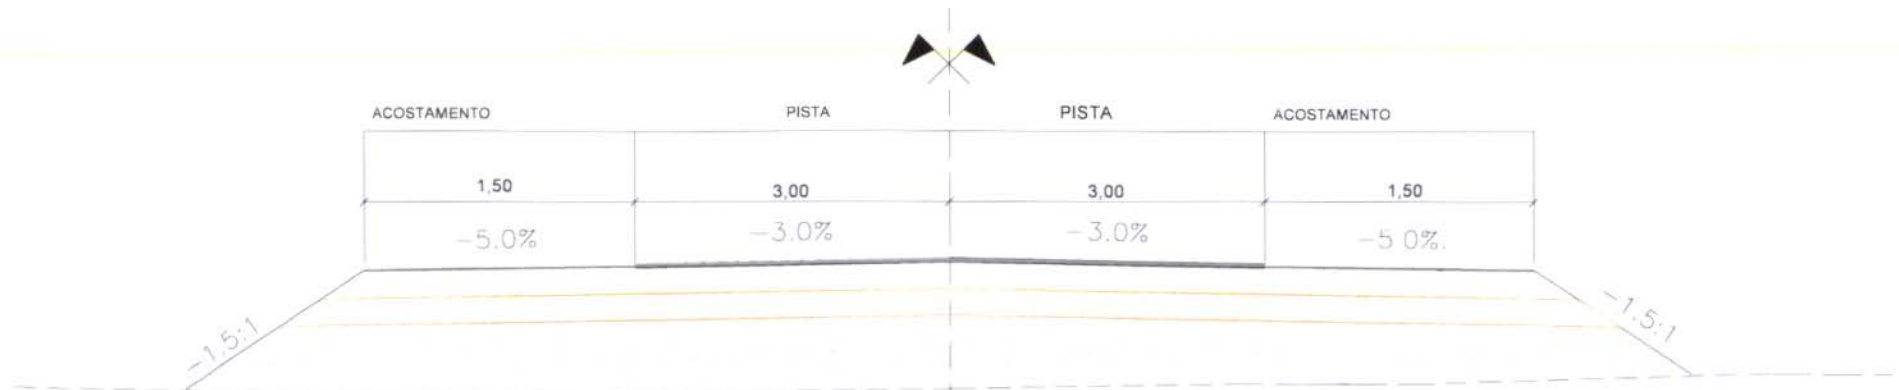 ACOSTAMENTO PISTA PISTA ACOSTAMENTO
1,50 3,00 3,00 1,50
-5.0% -3.0% -3.0% -5 0%.
-1.5:1 -1.5:1